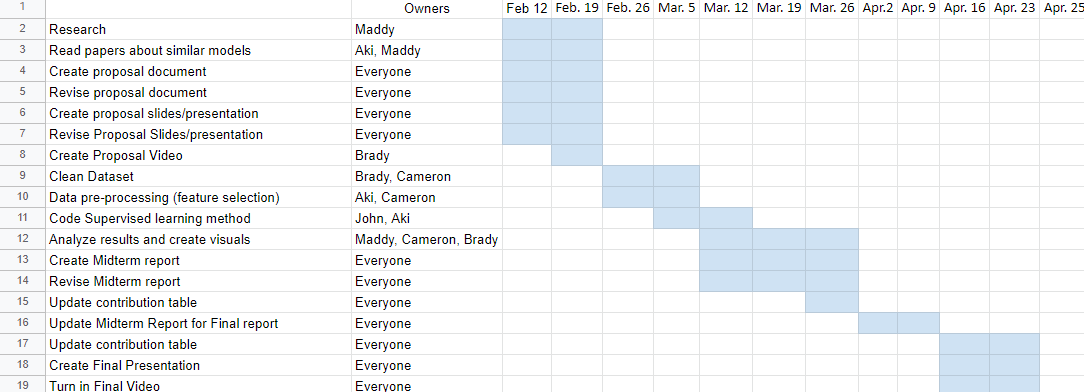 1 Owners Feb 12 Feb. 19 Feb. 26 Mar. 5 Mar. 12 Mar. 19 Mar. 26 Apr.2 Apr. 9 Apr. 16 Apr. 23 Apr. 25
2 Research Maddy
3 Read papers about similar models Aki, Maddy
4 Create proposal document Everyone
5 Revise proposal document Everyone
6 Create proposal slides/presentation Everyone
7 Revise Proposal Slides/presentation Everyone
8 Create Proposal Video Brady
9 Clean Dataset Brady, Cameron
10 Data pre-processing (feature selection) Aki, Cameron
11 Code Supervised learning method John, Aki
12 Analyze results and create visuals Maddy, Cameron, Brady
13 Create Midterm report Everyone
14 Revise Midterm report Everyone
15 Update contribution table Everyone
16 Update Midterm Report for Final report Everyone
17 Update contribution table Everyone
18 Create Final Presentation Everyone
19 Turn in Final Video Everyone